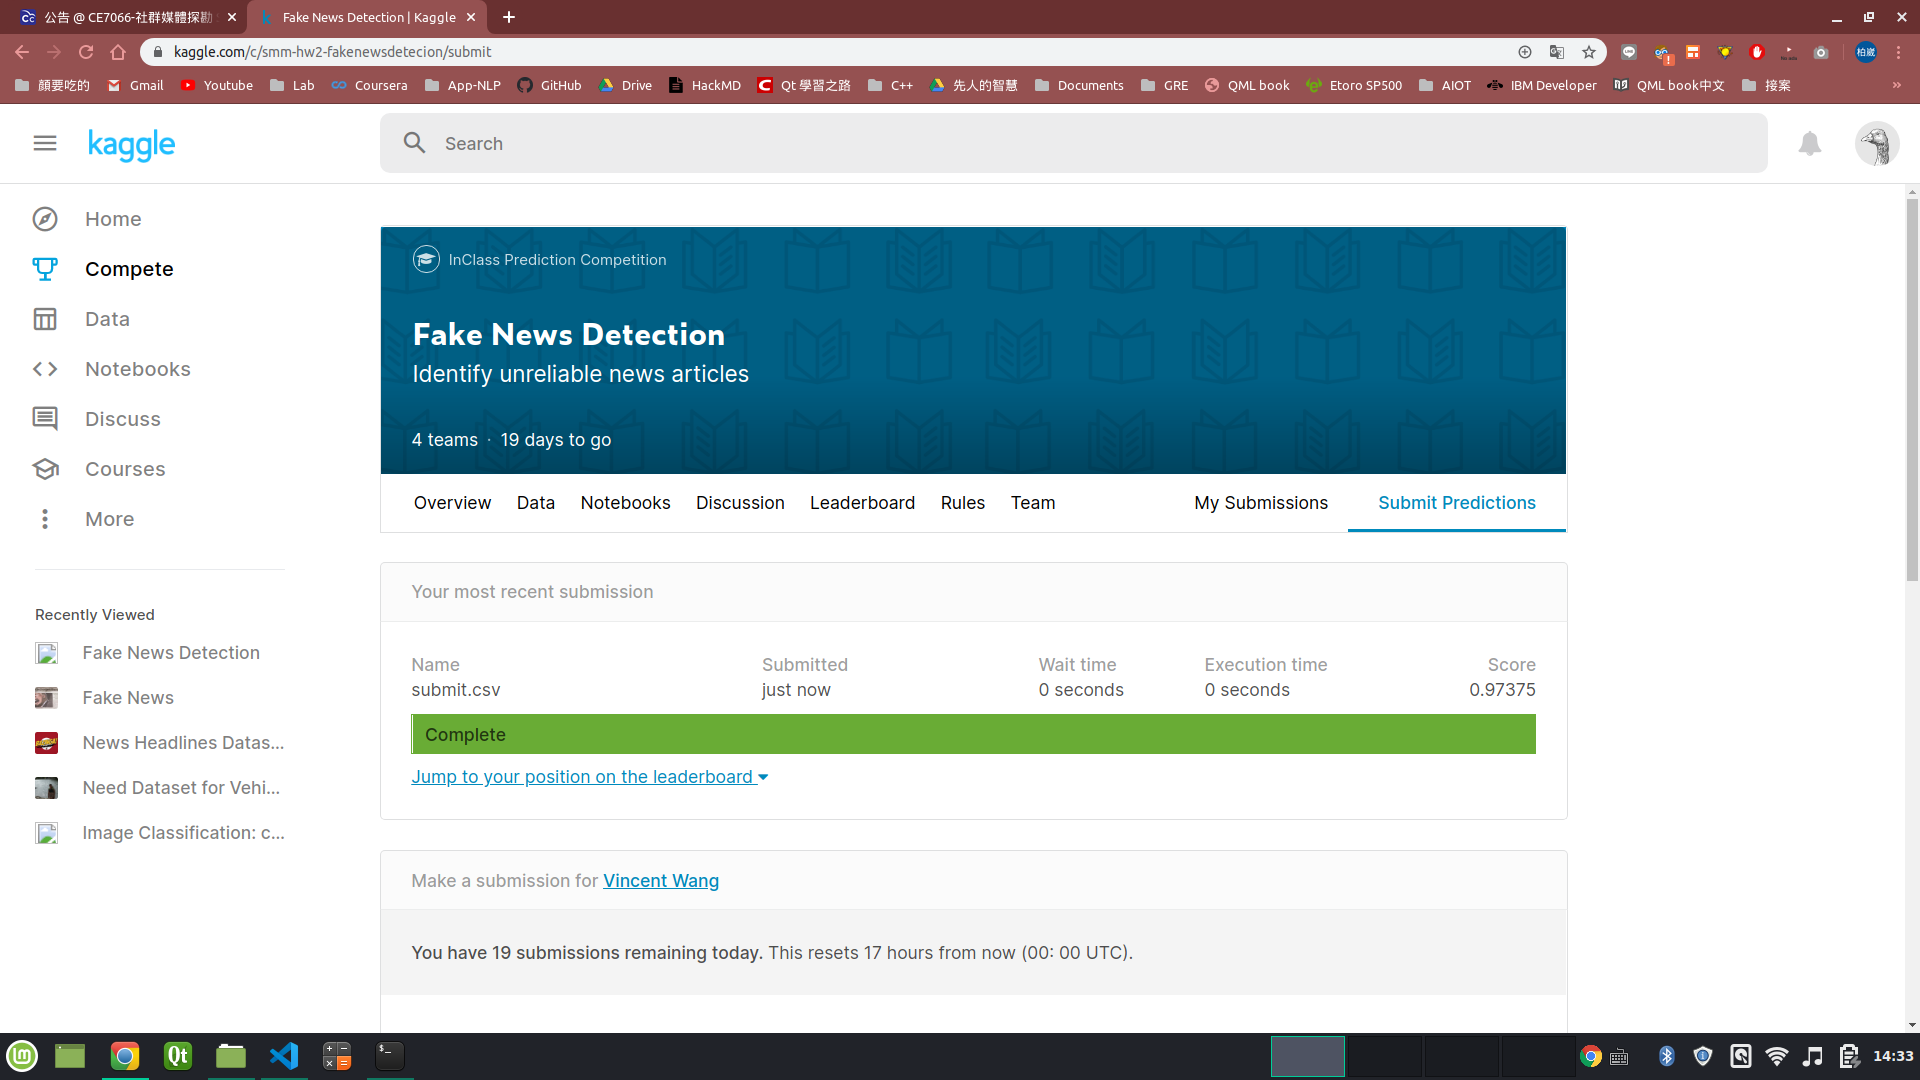 公告 @ CE7066-社群媒體探勘
Fake News Detection | Kaggle
kaggle.com/c/smm-hw2-fakenewsdetecion/submit
柏崴
顏要吃的
Gmail
Youtube
Lab
Coursera
App-NLP
GitHub
Drive
HackMD
Qt 學習之路
C++
先人的智慧
Documents
GRE
QML book
Etoro SP500
AIOT
IBM Developer
QML book中文
接案
»
kaggle
Search
Home
Compete
Data
Notebooks
Discuss
Courses
More
Recently Viewed
Fake News Detection
Fake News
News Headlines Datas...
Need Dataset for Vehi...
Image Classification: c...
InClass Prediction Competition
Fake News Detection
Identify unreliable news articles
4 teams · 19 days to go
Overview Data Notebooks Discussion Leaderboard Rules Team My Submissions Submit Predictions
Your most recent submission
Name Submitted Wait time Execution time Score
submit.csv just now 0 seconds 0 seconds 0.97375
Complete
Jump to your position on the leaderboard
Make a submission for Vincent Wang
You have 19 submissions remaining today. This resets 17 hours from now (00: 00 UTC).
14:33